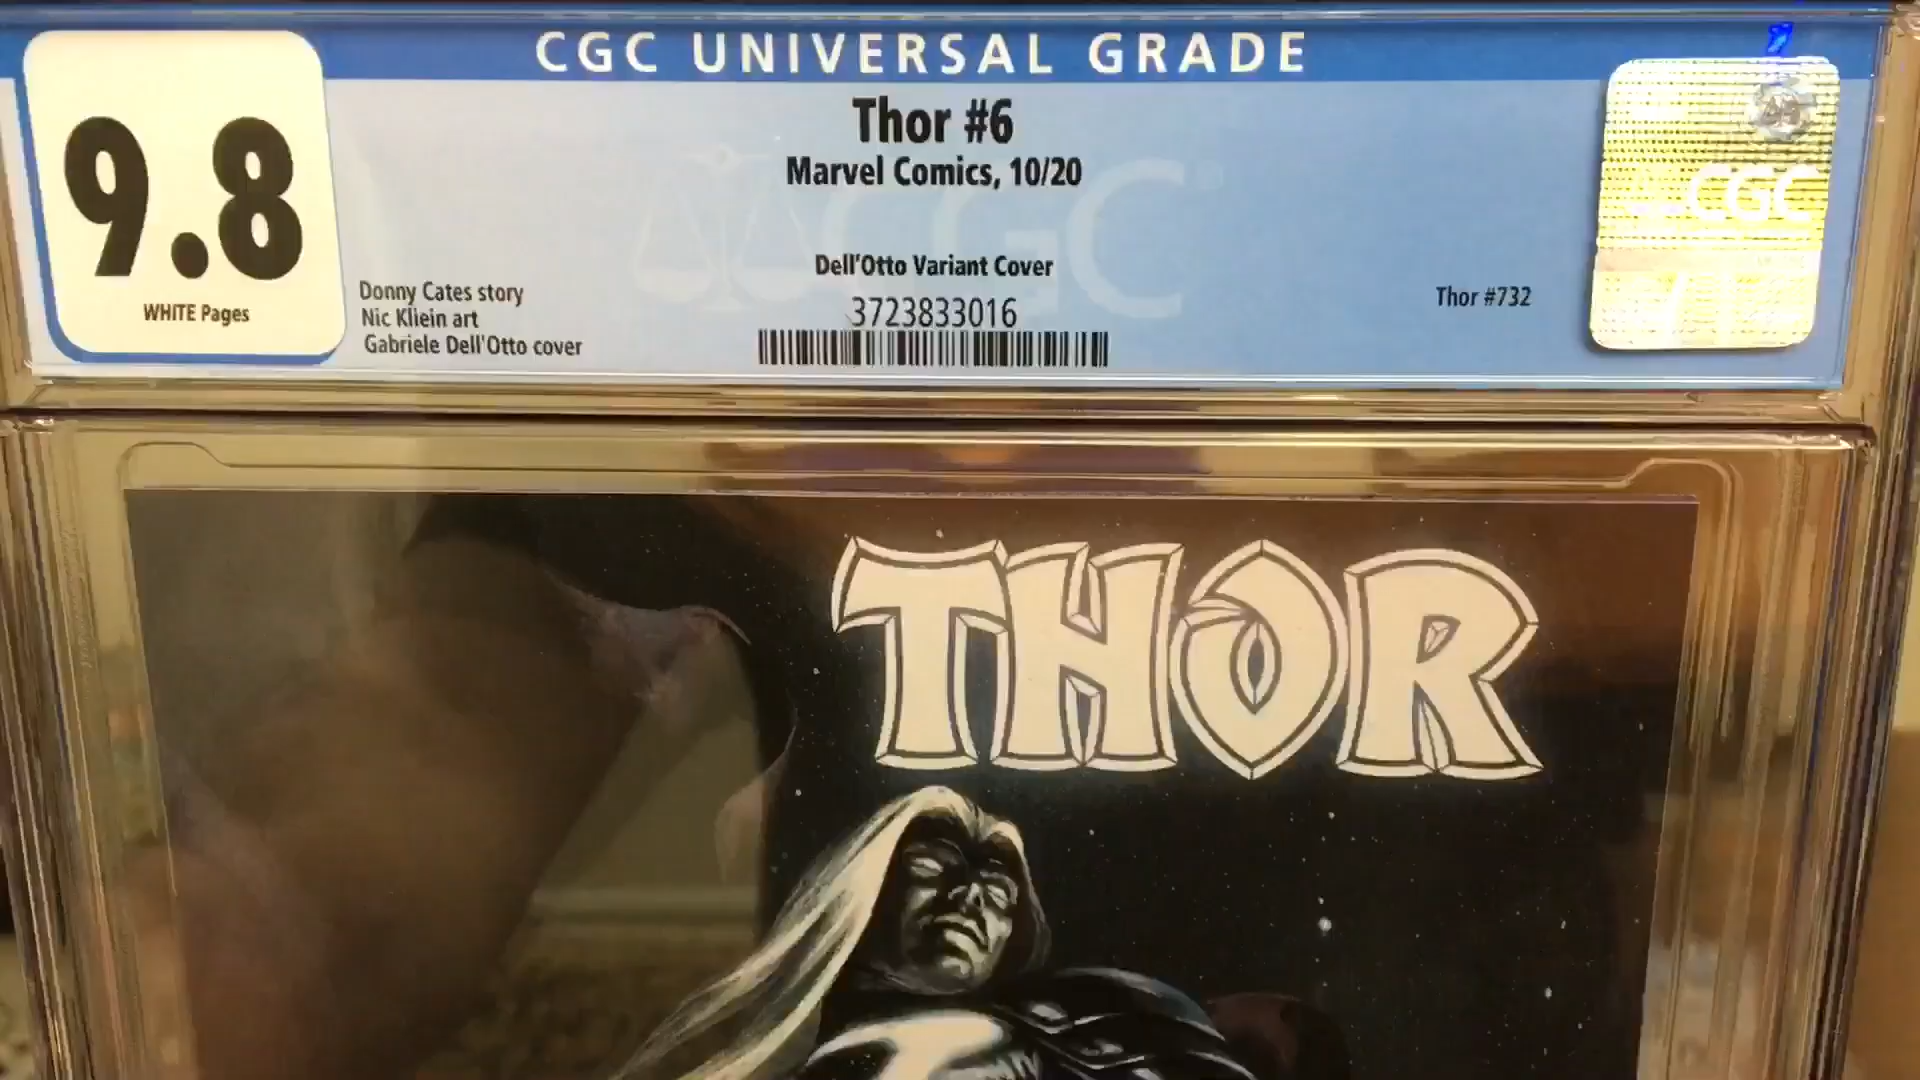 CGC UNIVERSAL GRADE
9.8
WHITE Pages
Thor #6
Marvel Comics, 10/20
Dell'Otto Variant Cover
3723833016
Donny Cates story
Nic Kliein art
Gabriele Dell'Otto cover
Thor #732
CGC
CGC
THOR